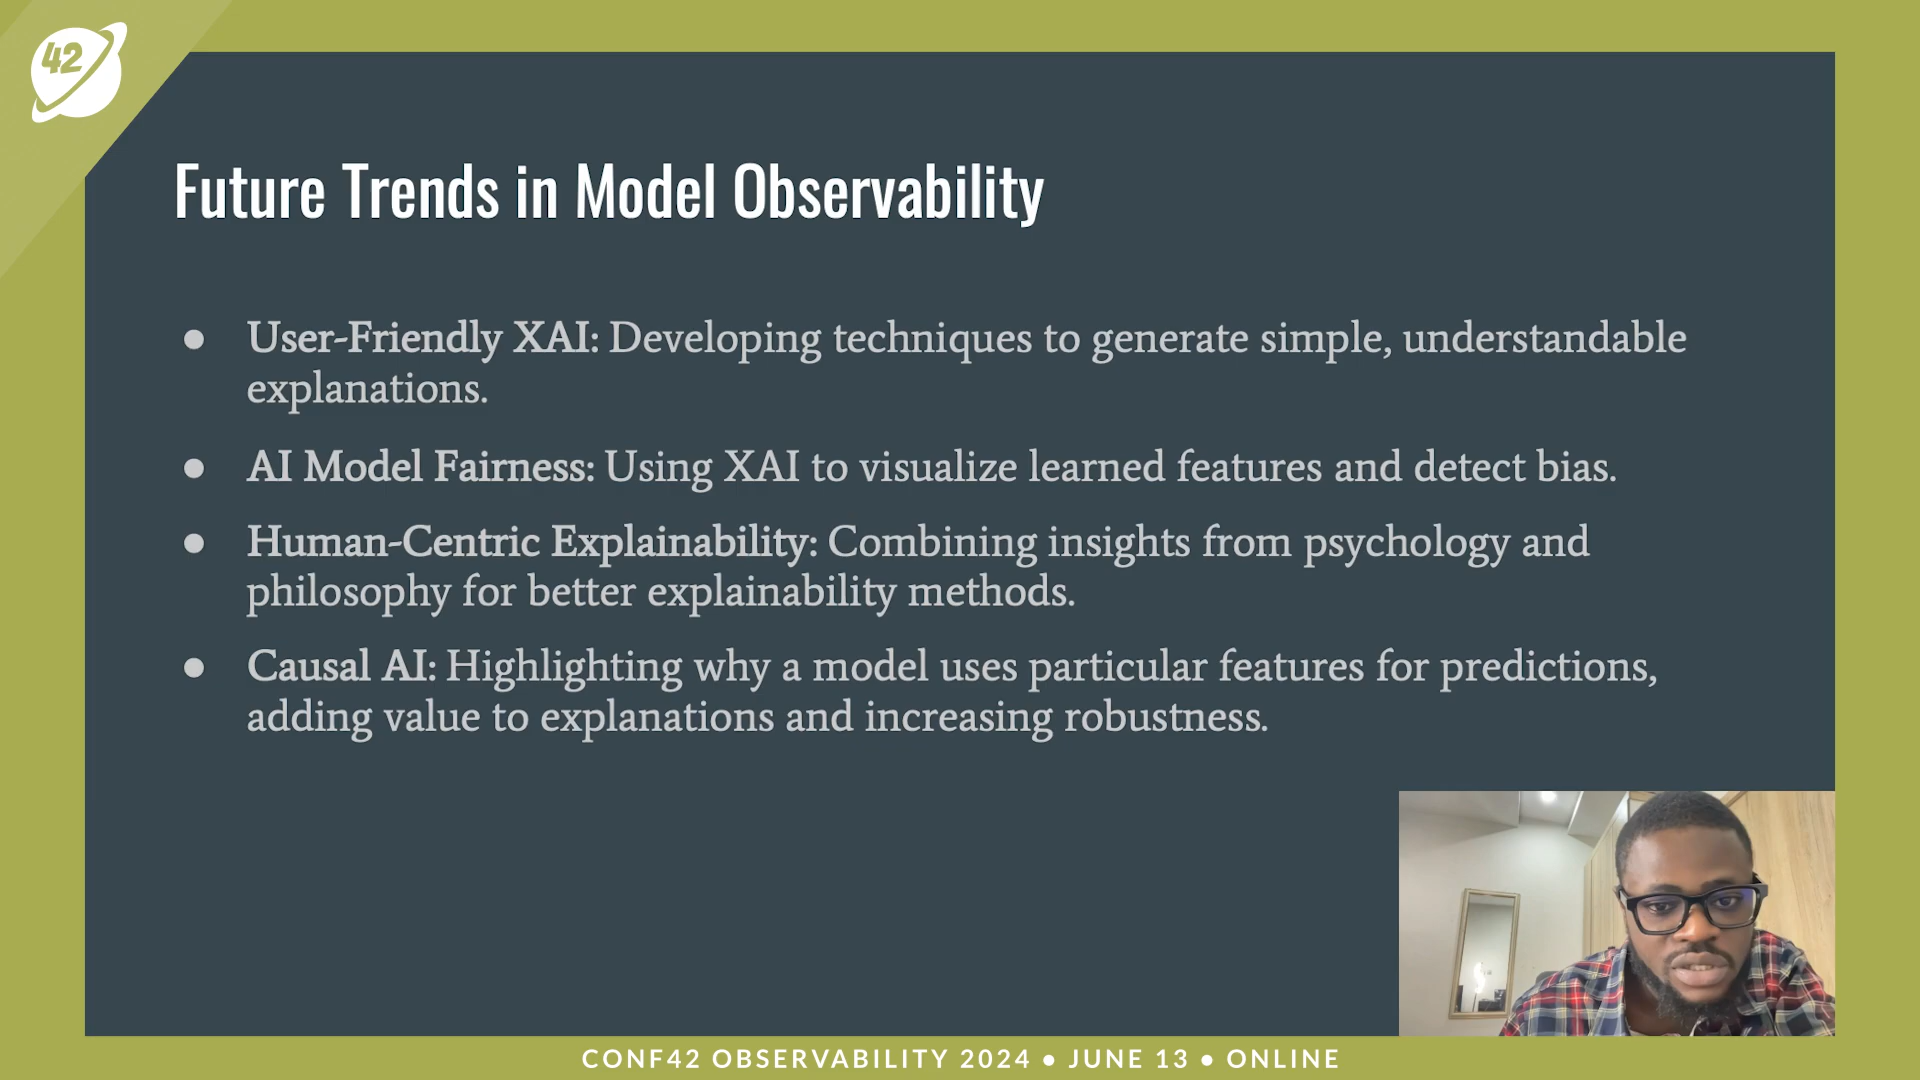 42
Future Trends in Model Observability
● User-Friendly XAI: Developing techniques to generate simple, understandable
explanations.
● AI Model Fairness: Using XAI to visualize learned features and detect bias.
● Human-Centric Explainability: Combining insights from psychology and
philosophy for better explainability methods.
● Causal AI: Highlighting why a model uses particular features for predictions,
adding value to explanations and increasing robustness.
CONF42 OBSERVABILITY 2024 ● JUNE 13 ● ONLINE